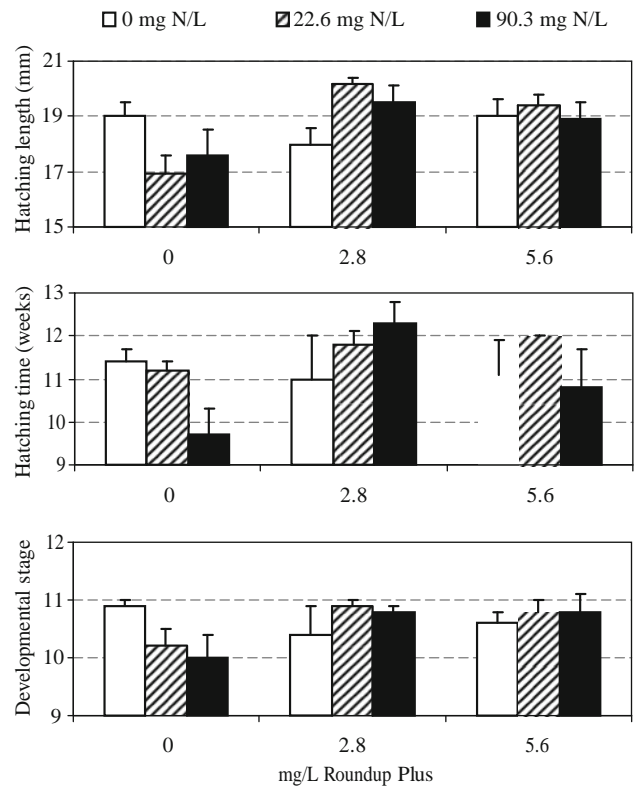 0 mg N/L 22.6 mg N/L 90.3 mg N/L
Hatching length (mm)
21
19
17
15
0 2.8 5.6
Hatching time (weeks)
13
12
11
10
9
0 2.8 5.6
Developmental stage
12
11
10
9
0 2.8 5.6
mg/L Roundup Plus